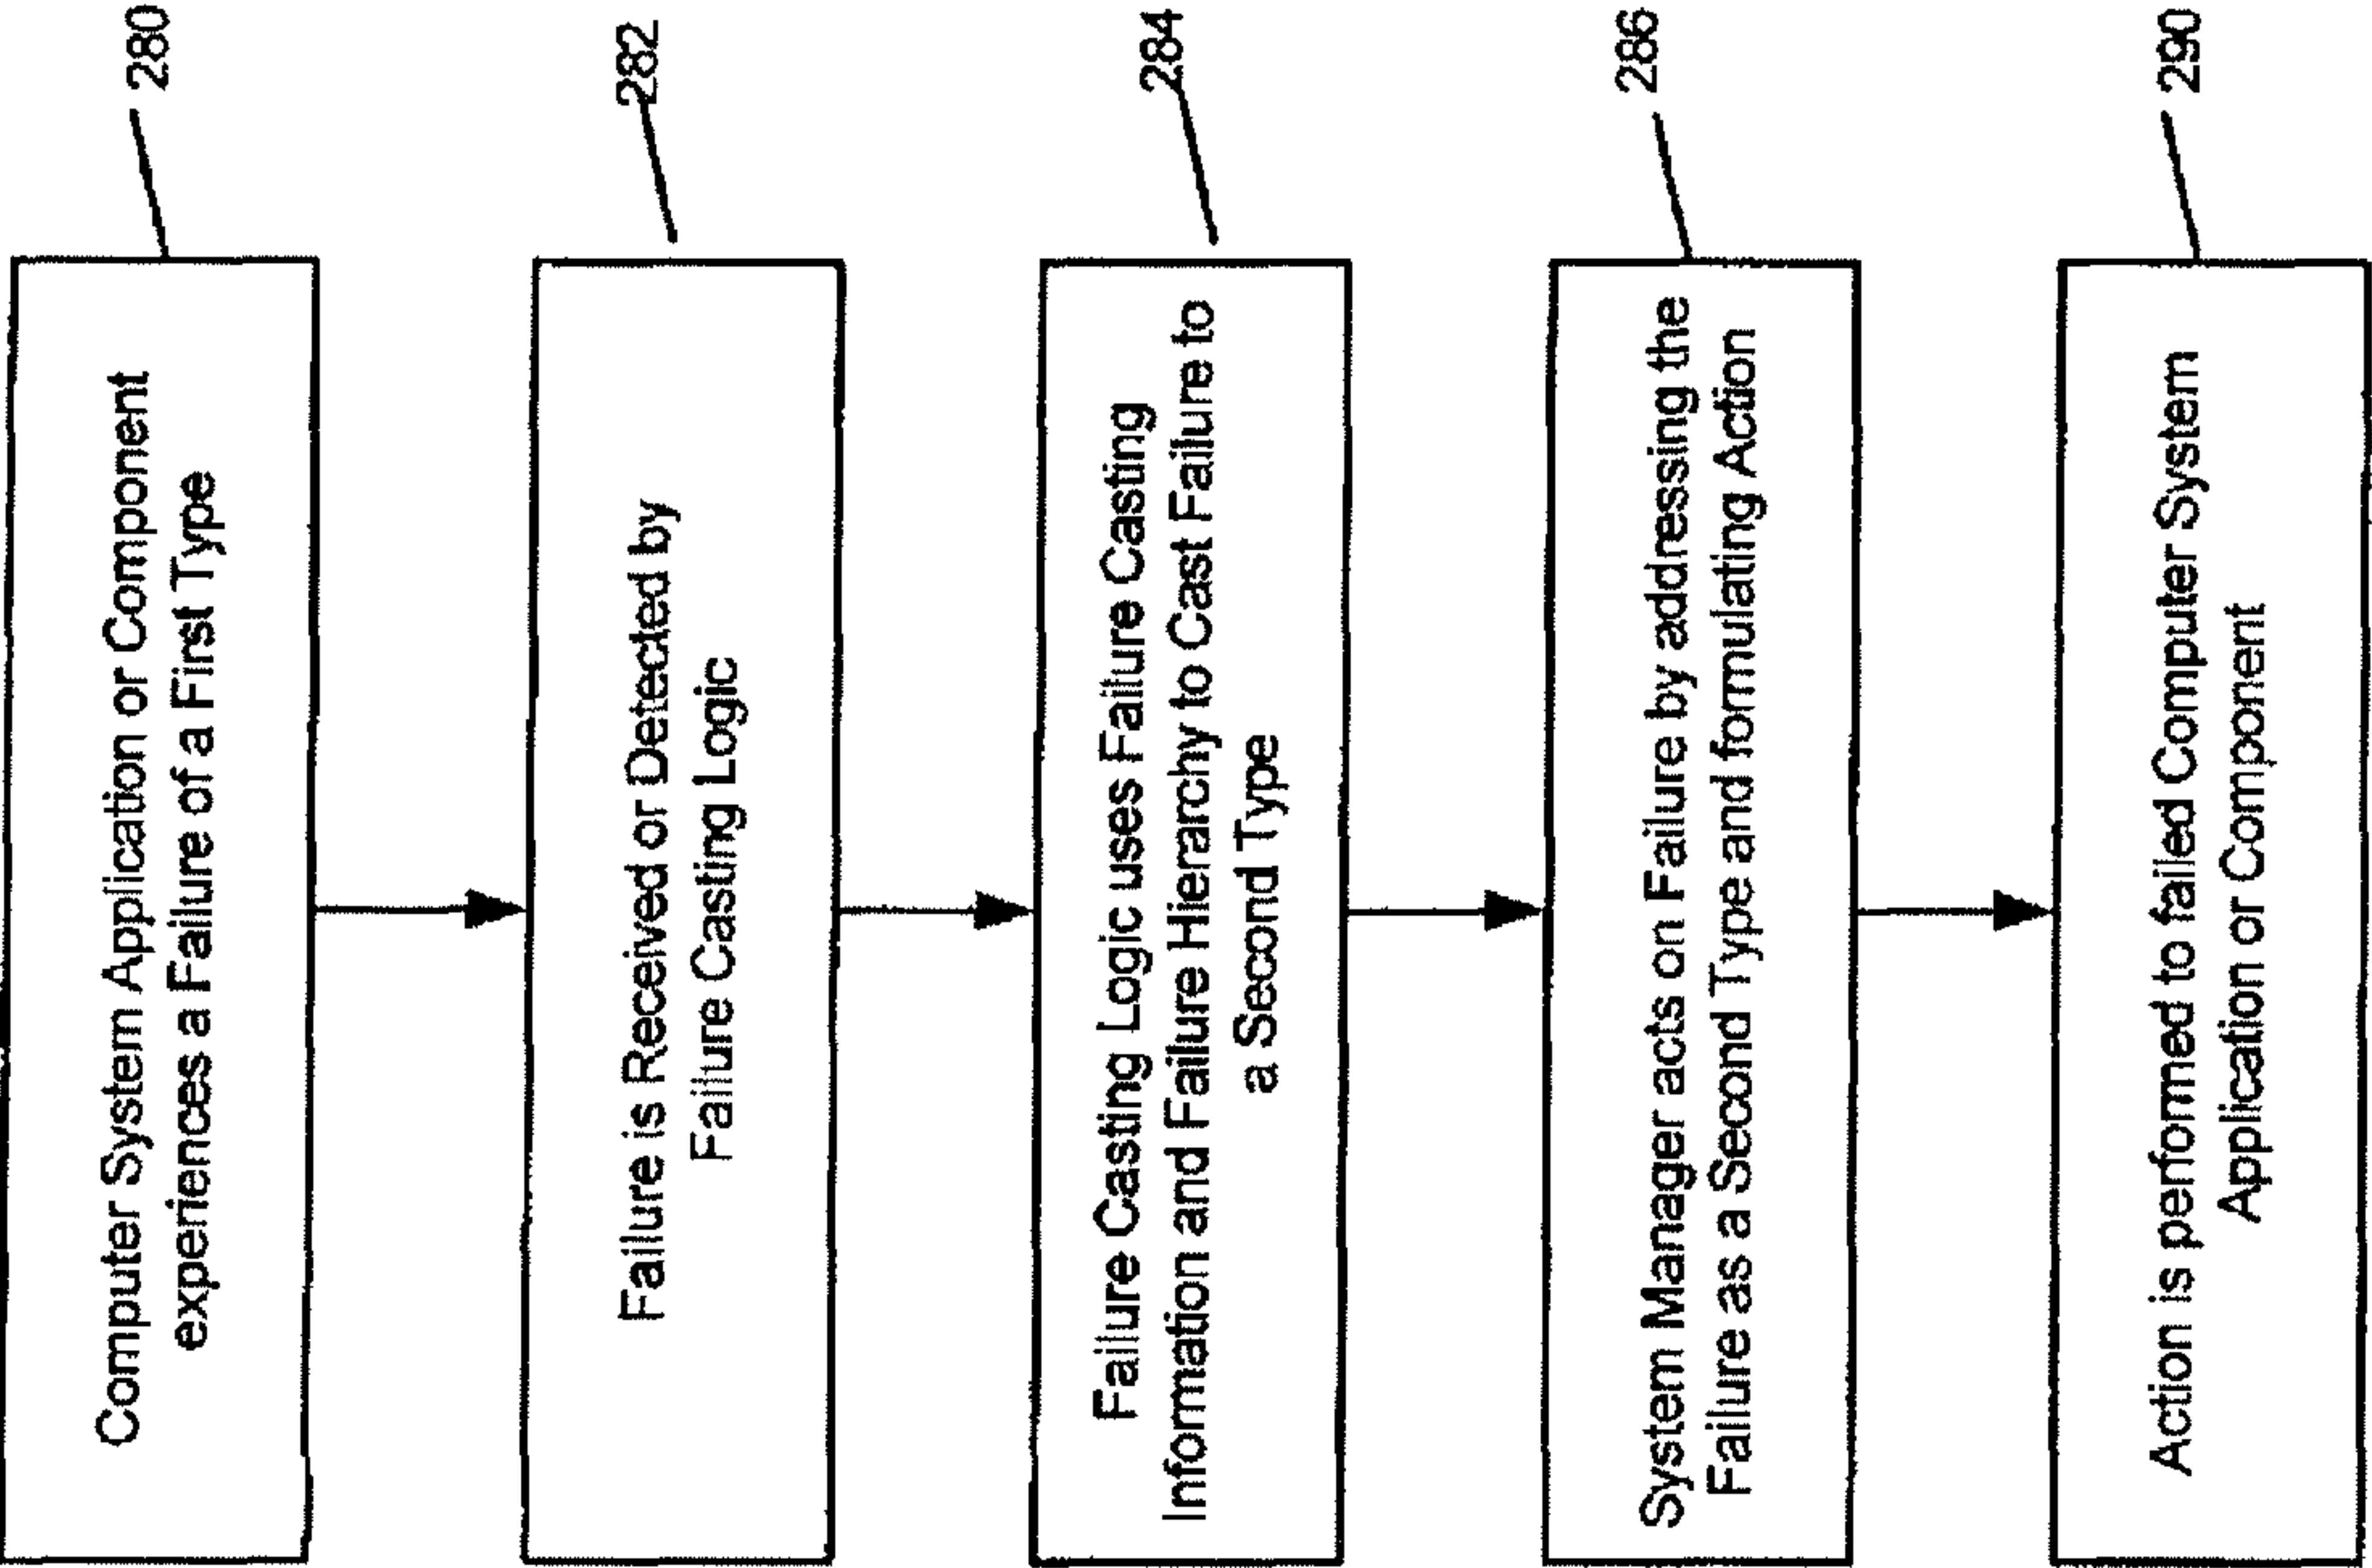 Computer System Application or Component
experiences a Failure of a First Type
280
Failure is Received or Detected by
Failure Casting Logic
282
Failure Casting Logic uses Failure Casting
Information and Failure Hierarchy to Cast Failure to
a Second Type
284
System Manager acts on Failure by addressing the
Failure as a Second Type and formulating Action
286
Action is perfomed to failed Computer System
Application or Component
290